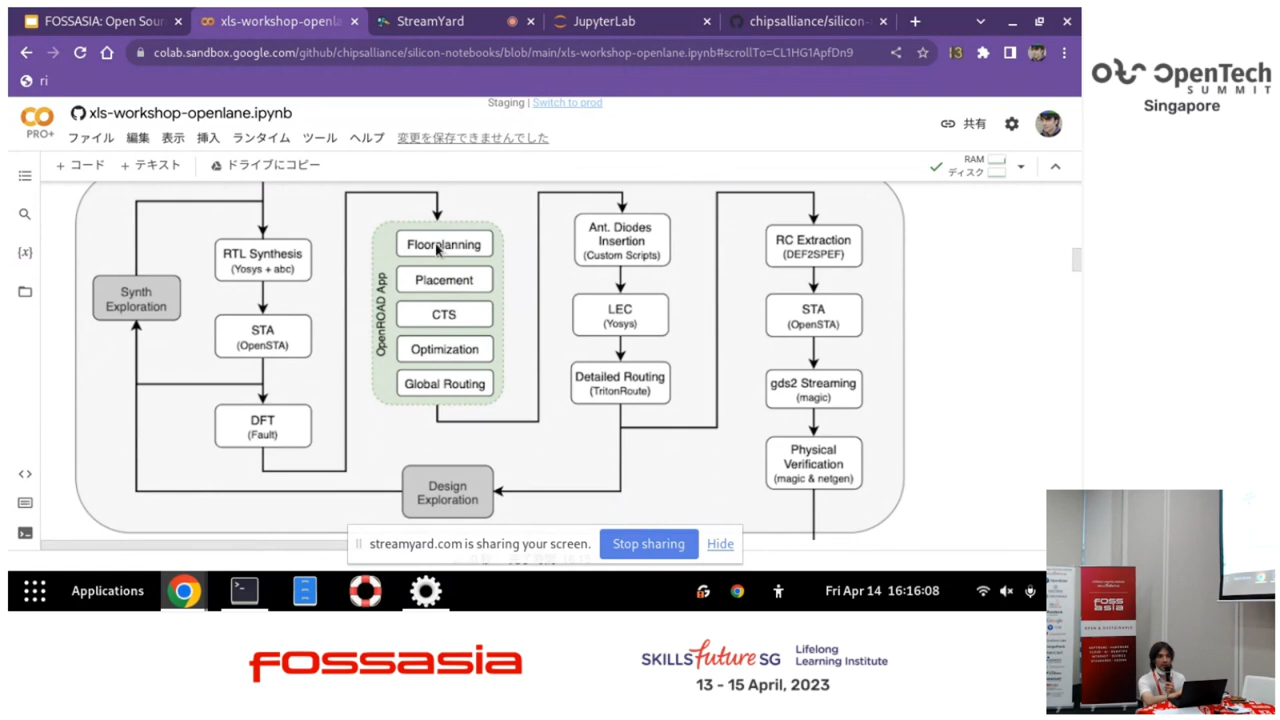 FOSSASIA: Open Sour
xls-workshop-openla
StreamYard
JupyterLab
chipsalliance/silicon-
colab.sandbox.google.com/github/chipsalliance/silicon-notebooks/blob/main/xls-workshop-openlane.ipynb#scrollTo=CL1HG1ApfDn9
ri
Staging | Switch to prod
PRO+
xls-workshop-openlane.ipynb
ファイル 編集 表示 挿入 ランタイム ツール ヘルプ 変更を保存できませんでした
共有
+ コード + テキスト ドライブにコピー
RAM
ディスク
{x}
Synth
Exploration
RTL Synthesis
(Yosys + abc)
STA
(OpenSTA)
DFT
(Fault)
OpenROAD App
Floorplanning
Placement
CTS
Optimization
Global Routing
Design
Exploration
Ant. Diodes
Insertion
(Custom Scripts)
LEC
(Yosys)
Detailed Routing
(TritonRoute)
RC Extraction
(DEF2SPEF)
STA
(OpenSTA)
gds2 Streaming
(magic)
Physical
Verification
(magic & netgen)
streamyard.com is sharing your screen.
Stop sharing
Hide
Applications
Fri Apr 14 16:16:08
OpenTech
SUMMIT
Singapore
FOSS
ASIA
fossasia
SKILLS future SG
Lifelong
Learning Institute
13 - 15 April, 2023